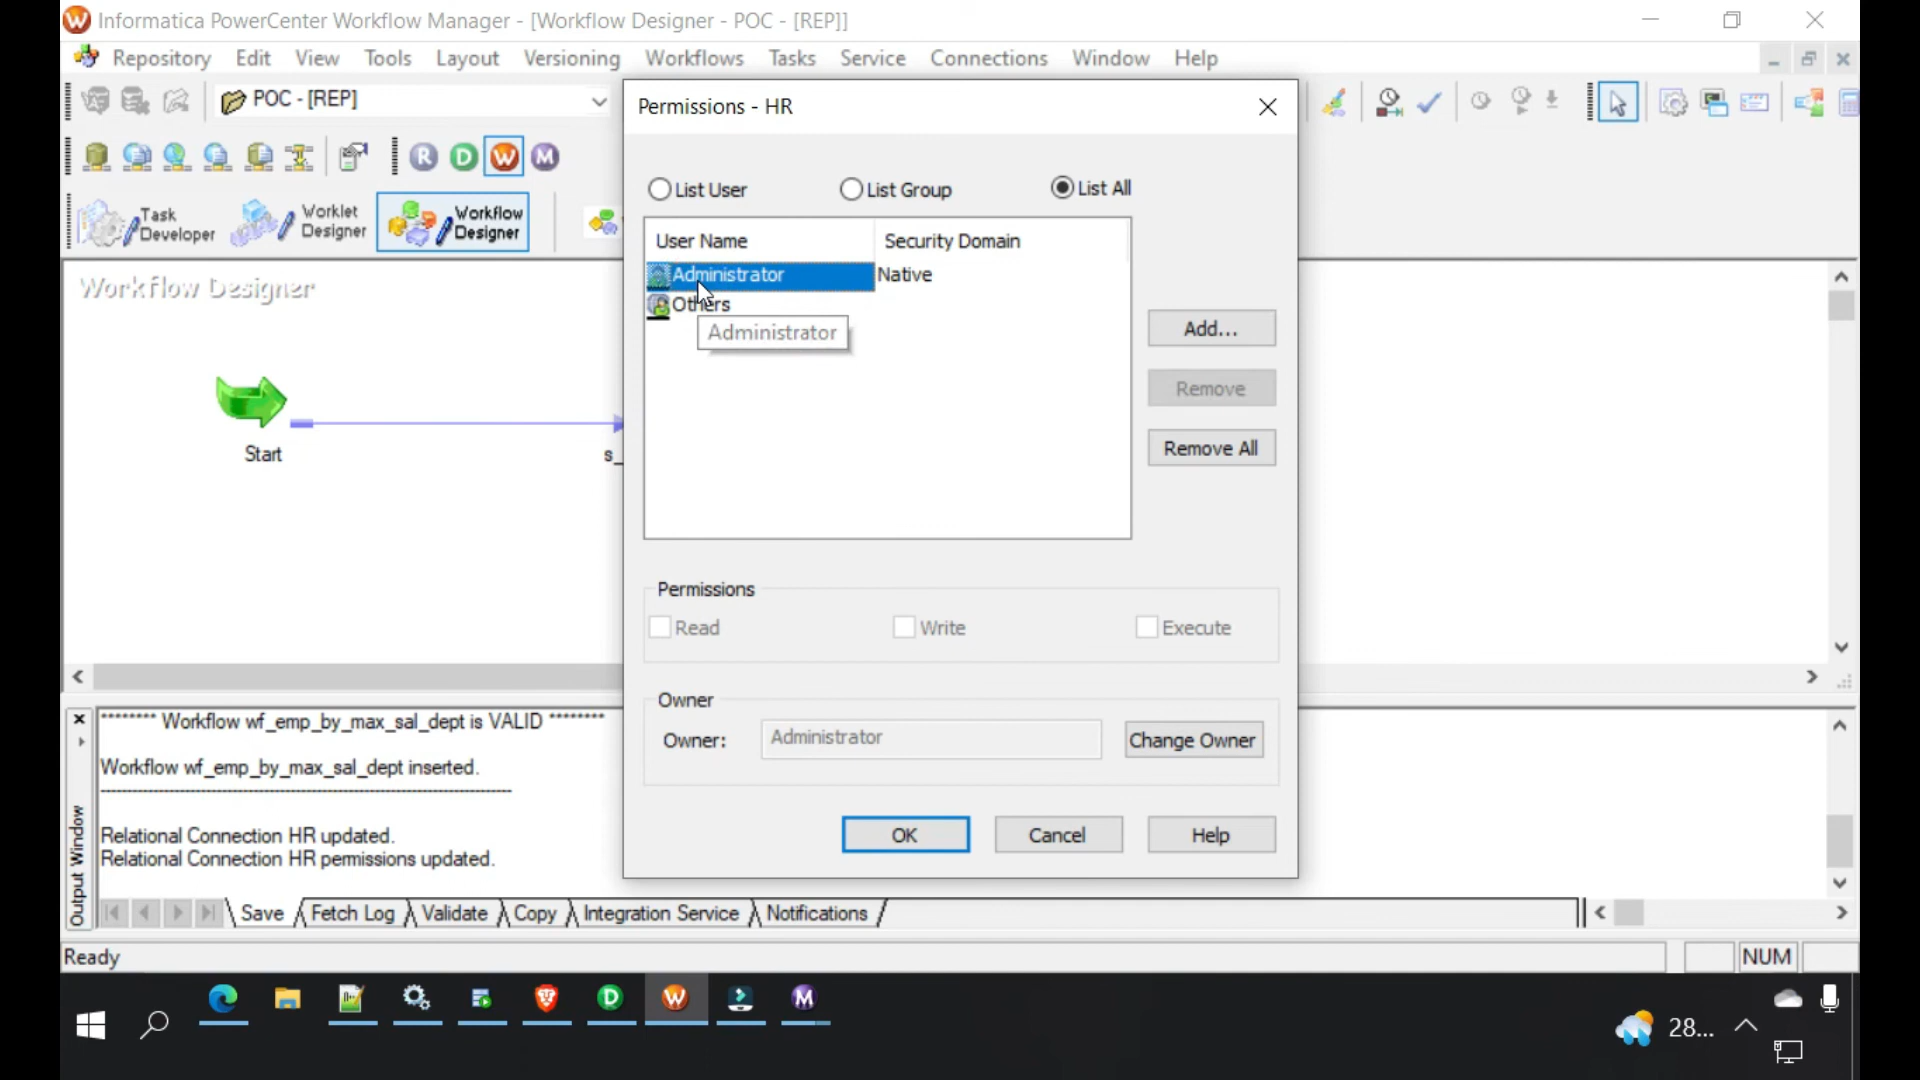 Informatica PowerCenter Workflow Manager - [Workflow Designer - POC - [REP]]
Repository Edit View Tools Layout Versioning Workflows Tasks Service Connections Window Help
POC - [REP]
R D W M
Task Developer
Worklet Designer
Workflow Designer
Workflow Designer
Start
s_
Permissions - HR
List User List Group List All
User Name Security Domain
Administrator Native
Others
Administrator
Add...
Remove
Remove All
Permissions
Read Write Execute
Owner
Owner: Administrator Change Owner
OK Cancel Help
Output Window
******** Workflow wf_emp_by_max_sal_dept is VALID ********
Workflow wf_emp_by_max_sal_dept inserted.
Relational Connection HR updated.
Relational Connection HR permissions updated.
Save Fetch Log Validate Copy Integration Service Notifications
Ready NUM
W D W M
28...